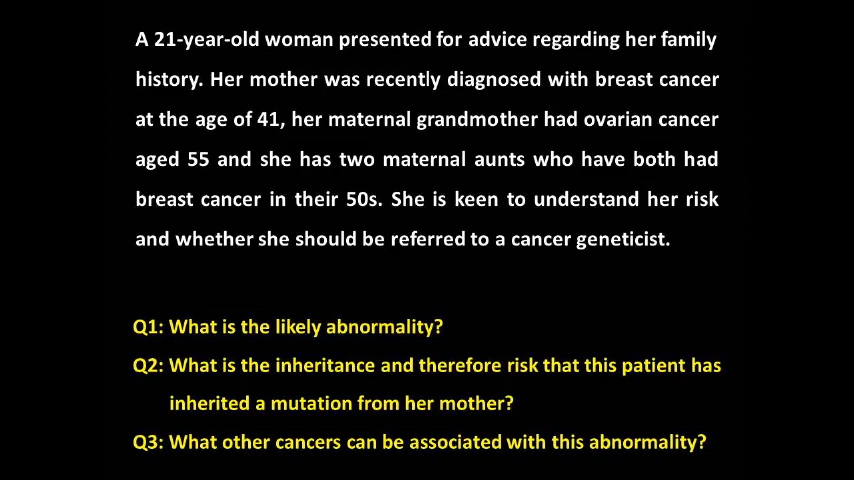 A 21-year-old woman presented for advice regarding her family
history. Her mother was recently diagnosed with breast cancer
at the age of 41, her maternal grandmother had ovarian cancer
aged 55 and she has two maternal aunts who have both had
breast cancer in their 50s. She is keen to understand her risk
and whether she should be referred to a cancer geneticist.
Q1: What is the likely abnormality?
Q2: What is the inheritance and therefore risk that this patient has
inherited a mutation from her mother?
Q3: What other cancers can be associated with this abnormality?